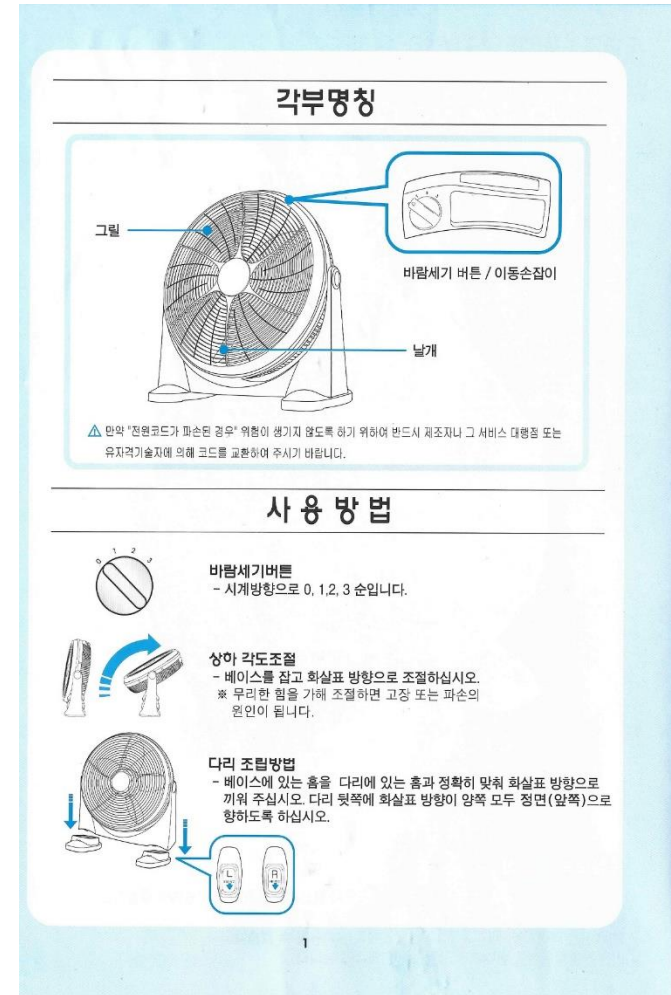 각부명칭
그릴
바람세기 버튼 / 이동손잡이
날개
⚠ 만약 "전원코드가 파손된 경우" 위험이 생기지 않도록 하기 위하여 반드시 제조자나 그 서비스 대행점 또는
유자격기술자에 의해 코드를 교환하여 주시기 바랍니다.
사용방법
0 1 2 3
바람세기버튼
- 시계방향으로 0, 1,2, 3 순입니다.
상하 각도조절
- 베이스를 잡고 화살표 방향으로 조절하십시오.
※ 무리한 힘을 가해 조절하면 고장 또는 파손의
원인이 됩니다.
다리 조립방법
- 베이스에 있는 홈을 다리에 있는 홈과 정확히 맞춰 화살표 방향으로
끼워 주십시오. 다리 뒷쪽에 화살표 방향이 양쪽 모두 정면(앞쪽)으로
향하도록 하십시오.
L R
1